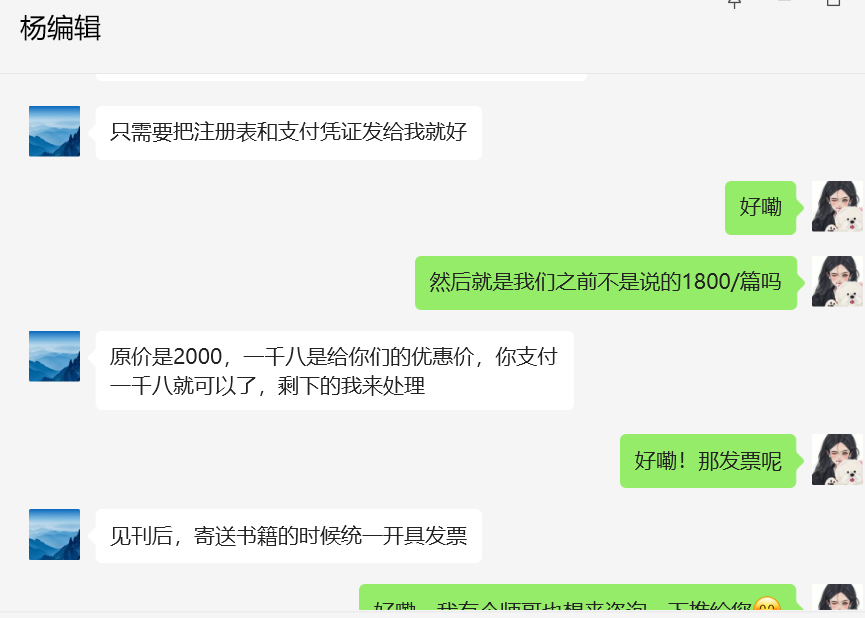 杨编辑
只需要把注册表和支付凭证发给我就好
好嘞
然后就是我们之前不是说的1800/篇吗
原价是2000，一千八是给你们的优惠价，你支付
一千八就可以了，剩下的我来处理
好嘞！那发票呢
见刊后，寄送书籍的时候统一开具发票
好嘞，我有个师哥也想来咨询，下推给您